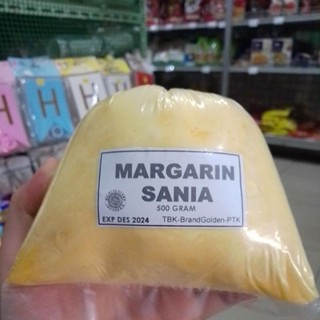 MARGARIN
SANIA
500 GRAM
EXP DES 2024 TBK-BrandGolden-PTK
H H H